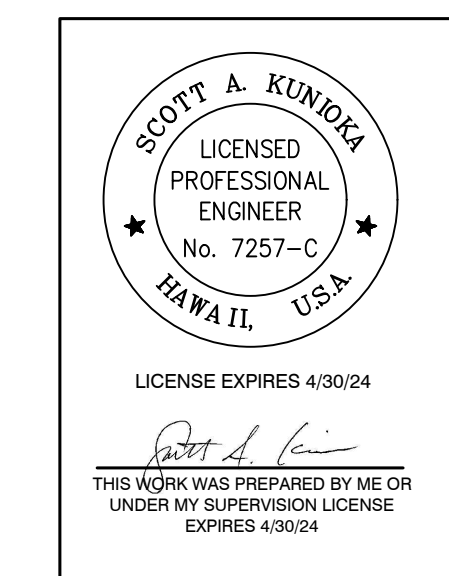 SCOTT A. KUNIOKA
LICENSED
PROFESSIONAL
ENGINEER
No. 7257-C
HAWAII, U.S.A.
LICENSE EXPIRES 4/30/24
Scott A.
THIS WORK WAS PREPARED BY ME OR
UNDER MY SUPERVISION LICENSE
EXPIRES 4/30/24